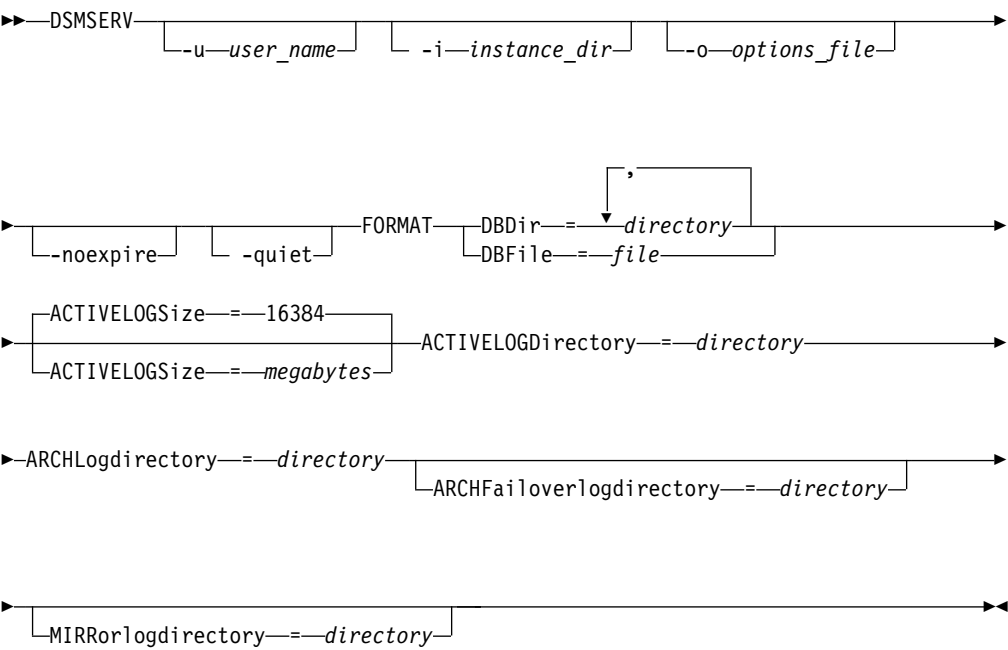 DSMSERV
-u user_name -i instance_dir -o options_file
,
FORMAT DBDir = directory
-noexpire -quiet DBFile = file
ACTIVELOGSize = 16384
ACTIVELOGDirectory = directory
ACTIVELOGSize = megabytes
ARCHLogdirectory = directory
ARCHFailoverlogdirectory = directory
MIRRorlogdirectory = directory